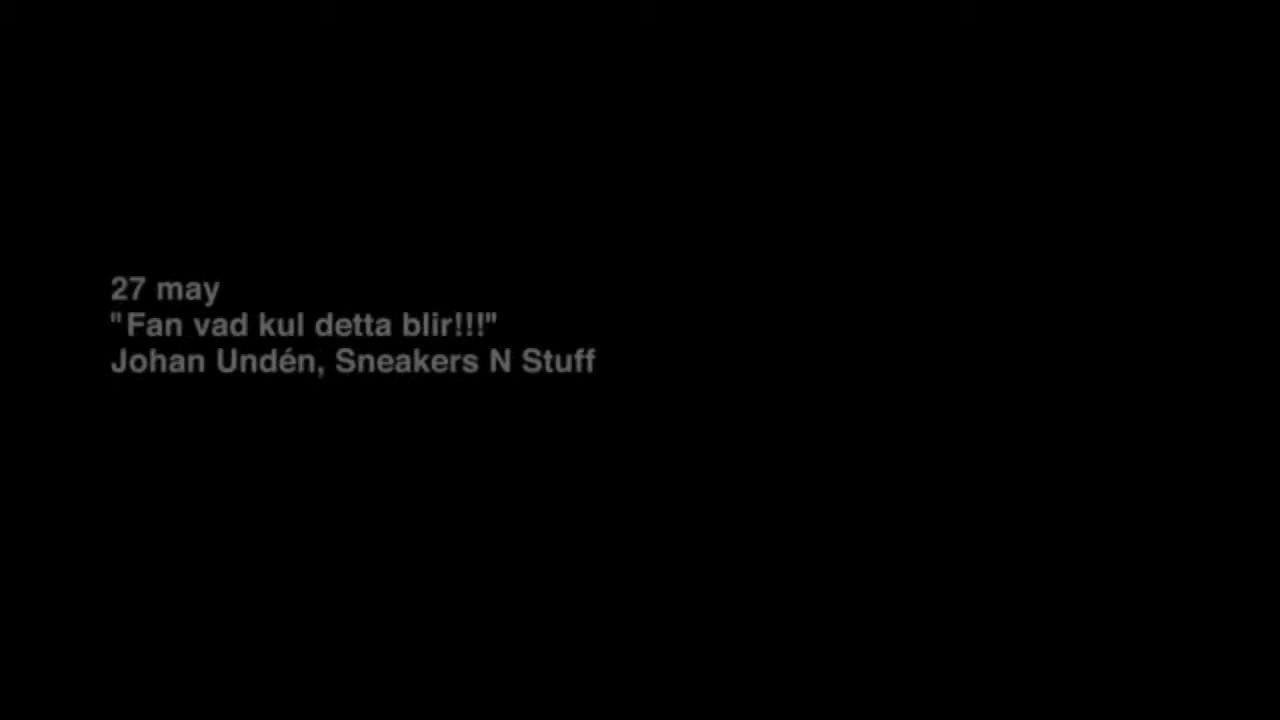 27 may
"Fan vad kul detta blir!!!"
Johan Undén, Sneakers N Stuff